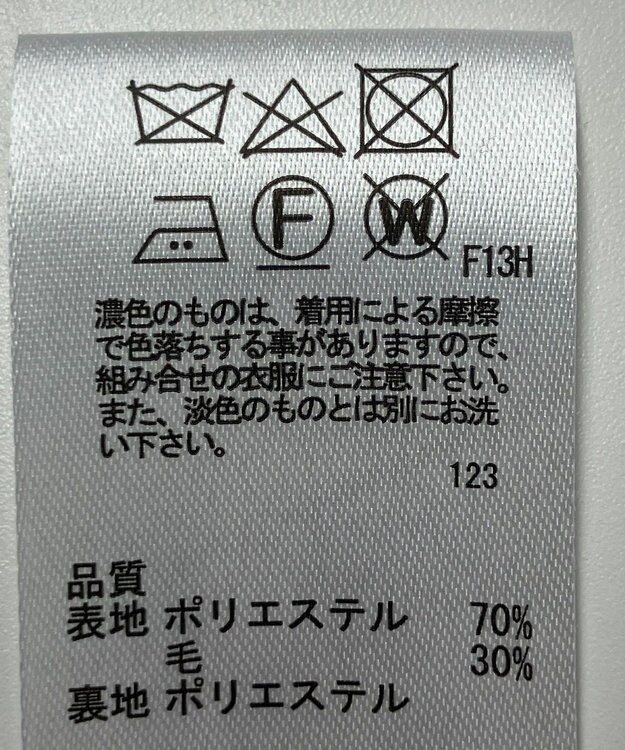 F W F13H
濃色のものは、着用による摩擦
で色落ちする事がありますので、
組み合せの衣服にご注意下さい。
また、淡色のものとは別にお洗
い下さい。
123
品質
表地 ポリエステル 70%
毛 30%
裏地 ポリエステル